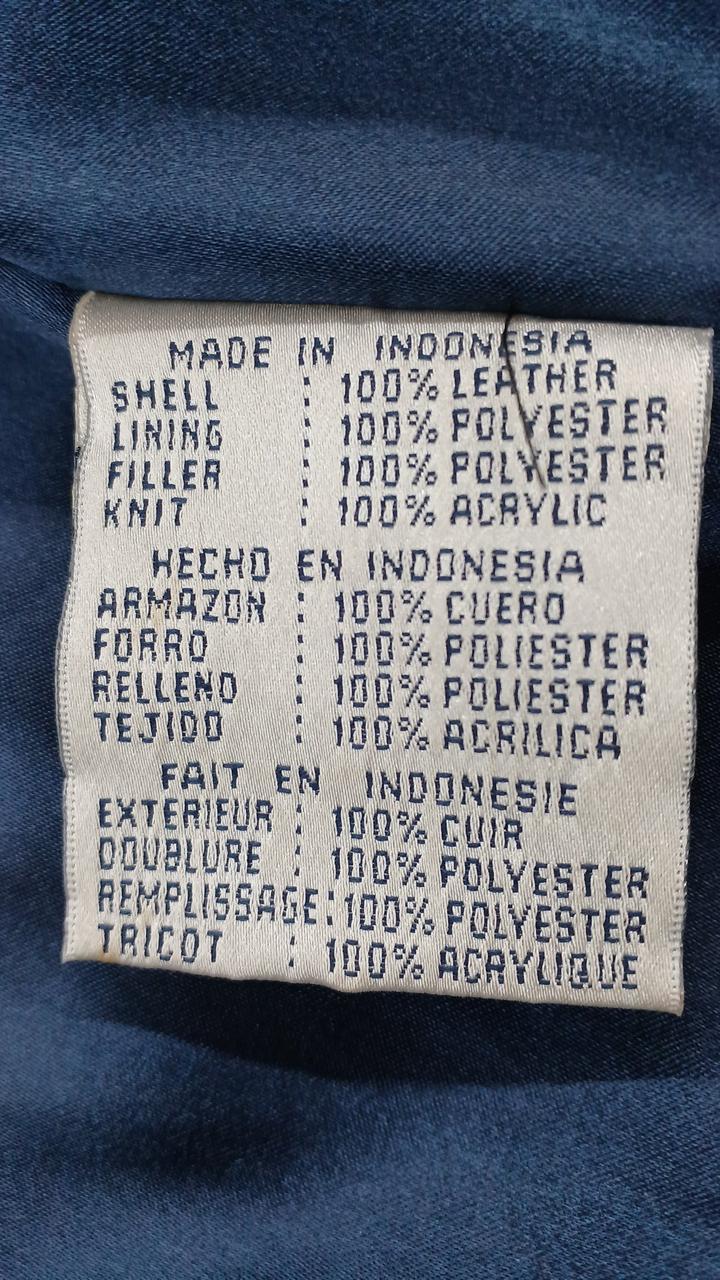 MADE IN INDONESIA
SHELL : 100% LEATHER
LINING : 100% POLYESTER
FILLER : 100% POLYESTER
KNIT : 100% ACRYLIC
HECHO EN INDONESIA
ARMAZON : 100% CUERO
FORRO : 100% POLIESTER
RELLENO : 100% POLIESTER
TEJIDO : 100% ACRILICA
FAIT EN INDONESIE
EXTERIEUR : 100% CUIR
DOUBLURE : 100% POLYESTER
REMPLISSAGE : 100% POLYESTER
TRICOT : 100% ACRYLIQUE